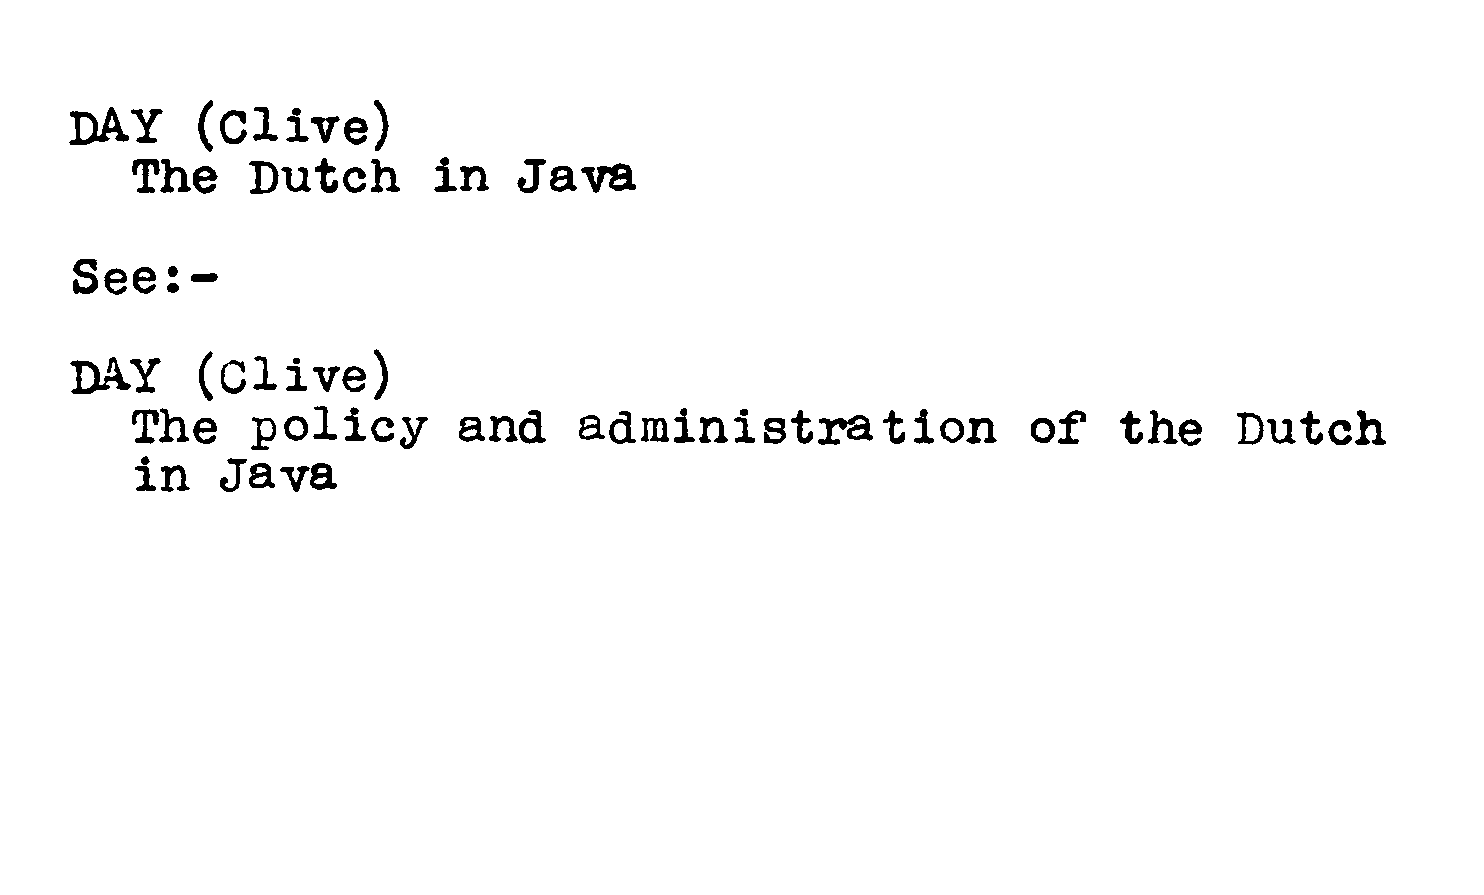 DAY (Clive)
The Dutch in Java
See:-
DAY (Clive)
The policy and administration of the Dutch
in Java